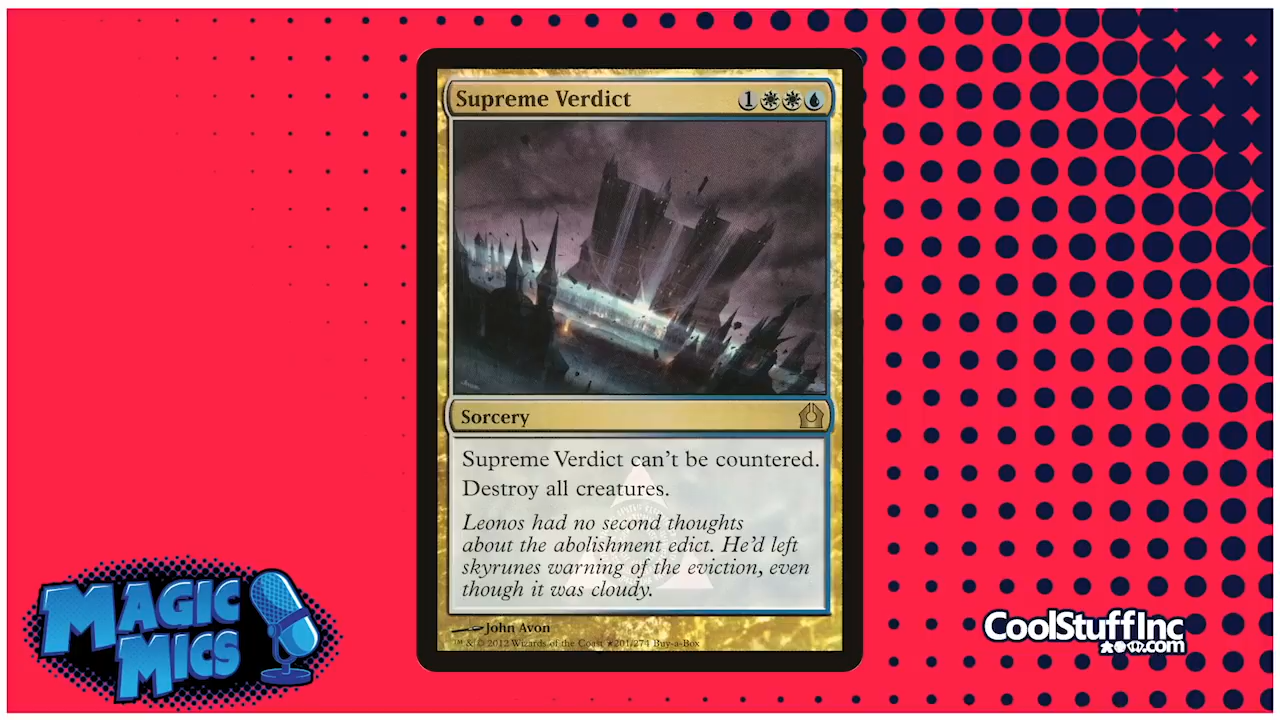 Supreme Verdict
1
Sorcery
Supreme Verdict can't be countered.
Destroy all creatures.
Leonos had no second thoughts
about the abolishment edict. He'd left
skyrunes warning of the eviction, even
though it was cloudy.
John Avon
™ & © 2012 Wizards of the Coast ★201/274 Buy-a-Box
MAGIC
MICS
CoolStuffInc
.com